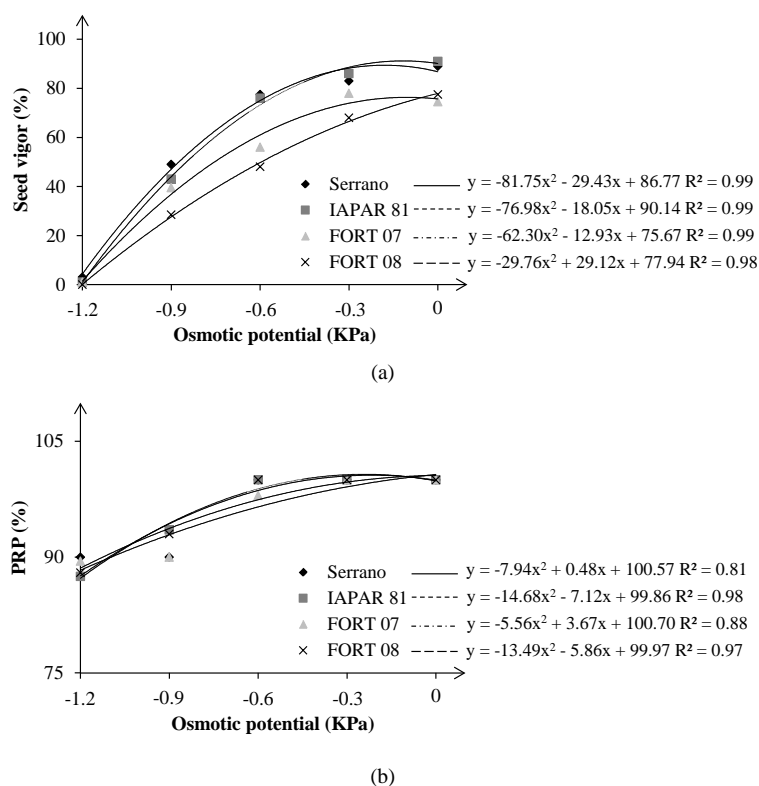 100
80
60
40
20
0
Seed vigor (%)
Serrano y = -81.75x² - 29.43x + 86.77 R² = 0.99
IAPAR 81 y = -76.98x² - 18.05x + 90.14 R² = 0.99
FORT 07 y = -62.30x² - 12.93x + 75.67 R² = 0.99
FORT 08 y = -29.76x² + 29.12x + 77.94 R² = 0.98
-1.2 -0.9 -0.6 -0.3 0
Osmotic potential (KPa)
(a)
105
90
75
PRP (%)
Serrano y = -7.94x² + 0.48x + 100.57 R² = 0.81
IAPAR 81 y = -14.68x² - 7.12x + 99.86 R² = 0.98
FORT 07 y = -5.56x² + 3.67x + 100.70 R² = 0.88
FORT 08 y = -13.49x² - 5.86x + 99.97 R² = 0.97
-1.2 -0.9 -0.6 -0.3 0
Osmotic potential (KPa)
(b)